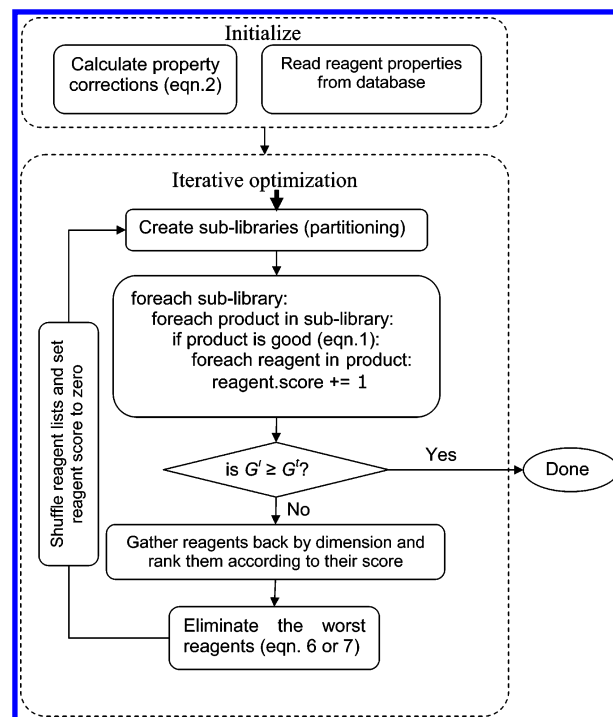 Initialize
Calculate property
corrections (eqn.2)
Read reagent properties
from database
Iterative optimization
Create sub-libraries (partitioning)
foreach sub-library:
foreach product in sub-library:
if product is good (eqn.1):
foreach reagent in product:
reagent.score += 1
is Gʳ ≥ Gᵗ?
Yes
Done
No
Gather reagents back by dimension and
rank them according to their score
Eliminate the worst
reagents (eqn. 6 or 7)
Shuffle reagent lists and set
reagent score to zero